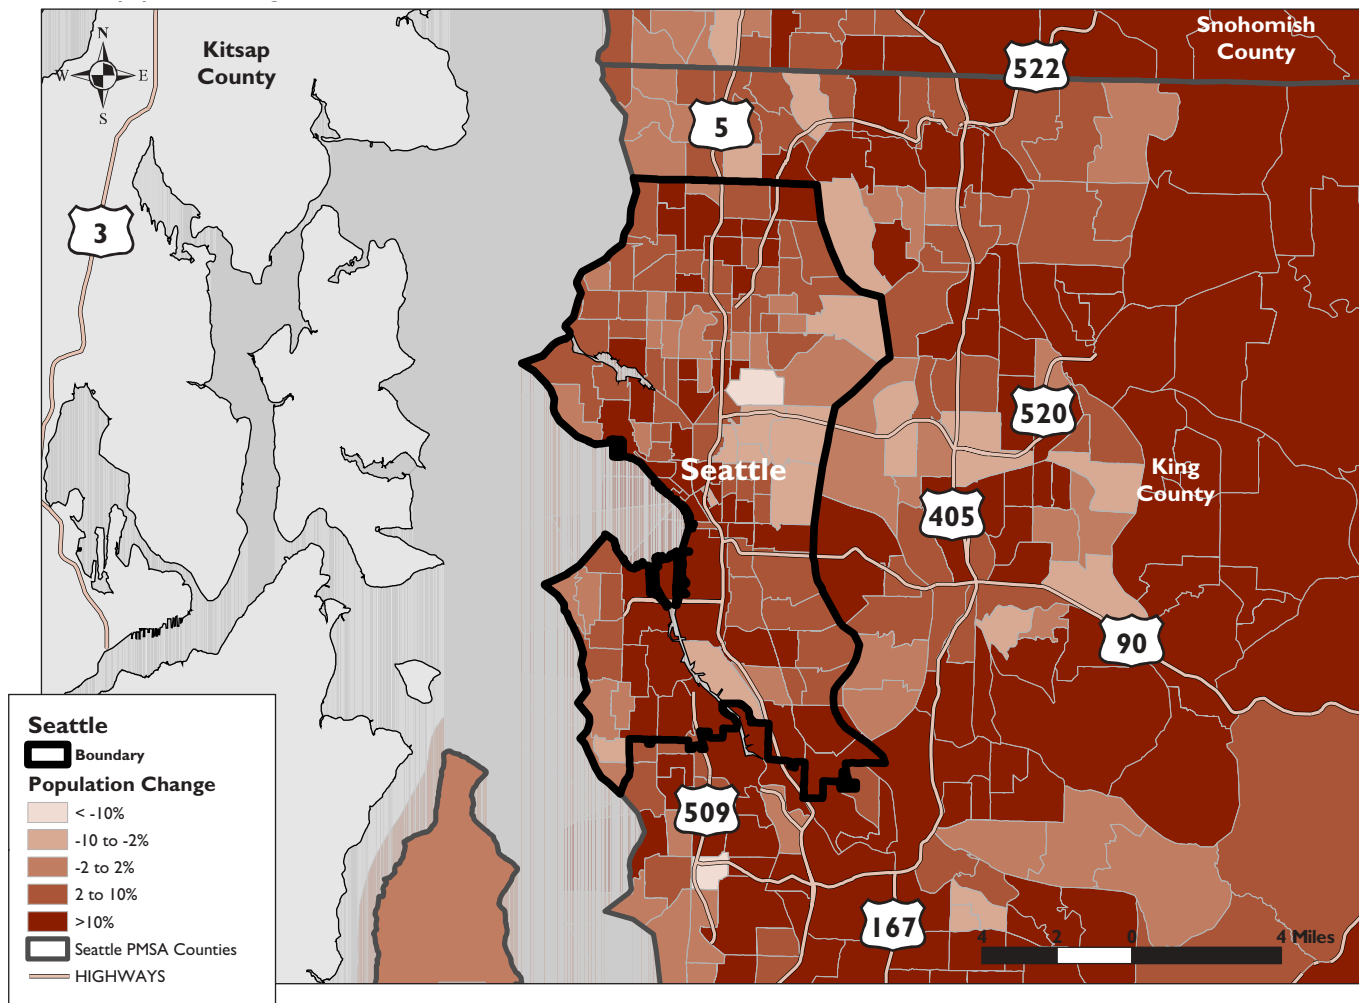 N
W E
S
Kitsap
County
Snohomish
County
522
5
3
520
Seattle
King
County
405
90
509
167
4 2 0 4 Miles
Seattle
Boundary
Population Change
< -10%
-10 to -2%
-2 to 2%
2 to 10%
>10%
Seattle PMSA Counties
HIGHWAYS